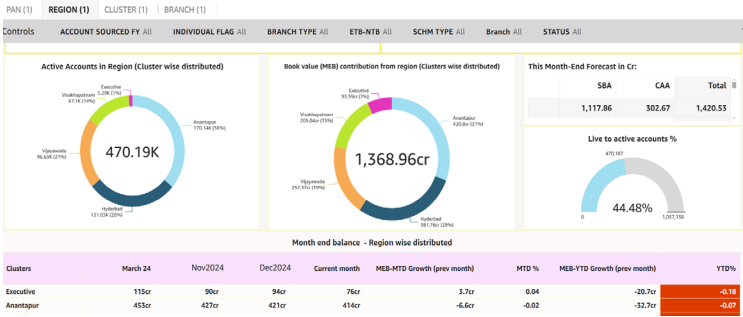 PAN (1) REGION (1) CLUSTER (1) BRANCH (1)
Controls ACCOUNT SOURCED FY All INDIVIDUAL FLAG All BRANCH TYPE All ETB-NTB All SCHM TYPE All Branch All STATUS All
Active Accounts in Region (Cluster wise distributed)
Executive
5.29K (1%)
Visakhapatnam
67.1K (14%)
Anantapur
170.14K (36%)
470.19K
Vijayawada
96.63K (21%)
Hyderbad
131.03K (28%)
Book value (MEB) contribution from region (Clusters wise distributed)
Executive
93.99cr (7%)
Visakhapatnam
205.04cr (15%)
Anantapur
420.8cr (31%)
1,368.96cr
Vijayawada
257.37cr (19%)
Hyderbad
391.76cr (29%)
This Month-End Forecast in Cr:
SBA CAA Total
1,117.86 302.67 1,420.53
Live to active accounts %
470,187
44.48%
0 1,057,158
Month end balance - Region wise distributed
Clusters March 24 Nov2024 Dec2024 Current month MEB-MTD Growth (prev month) MTD % MEB-YTD Growth (prev month) YTD%
Executive 115cr 90cr 94cr 76cr 3.7cr 0.04 -20.7cr -0.18
Anantapur 453cr 427cr 421cr 414cr -6.6cr -0.02 -32.7cr -0.07